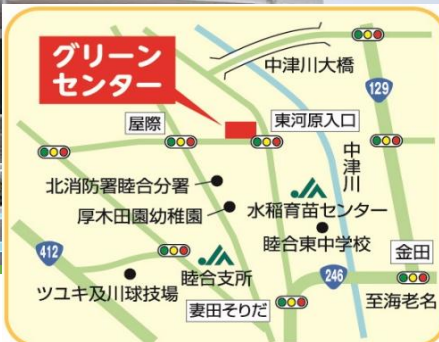 グリーン
センター
中津川大橋
129
屋際
東河原入口
中津川
北消防署睦合分署
厚木田園幼稚園
水稲育苗センター
睦合東中学校
412
金田
睦合支所
246
ツユキ及川球技場
妻田そりだ
至海老名